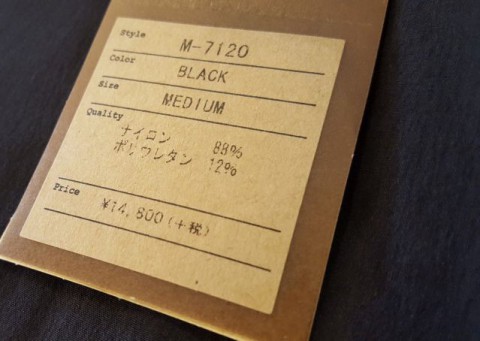 Style
M-7120
Color
BLACK
Size
MEDIUM
Quality
ナイロン 88%
ポリウレタン 12%
Price
¥14,800(+税)